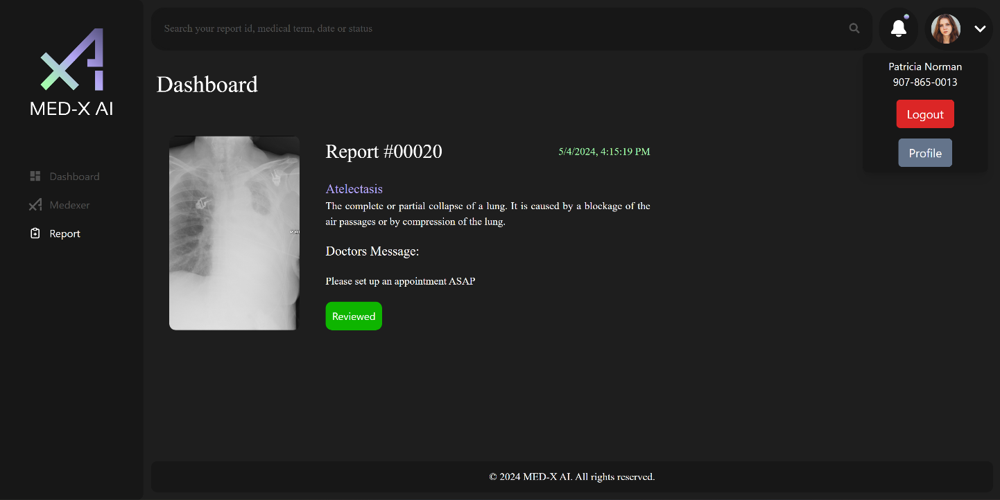 MED-X AI
Dashboard
Medexer
Report
Search your report id, medical term, date or status
Patricia Norman
907-865-0013
Logout
Profile
Dashboard
Report #00020
5/4/2024, 4:15:19 PM
Atelectasis
The complete or partial collapse of a lung. It is caused by a blockage of the
air passages or by compression of the lung.
Doctors Message:
Please set up an appointment ASAP
Reviewed
© 2024 MED-X AI. All rights reserved.